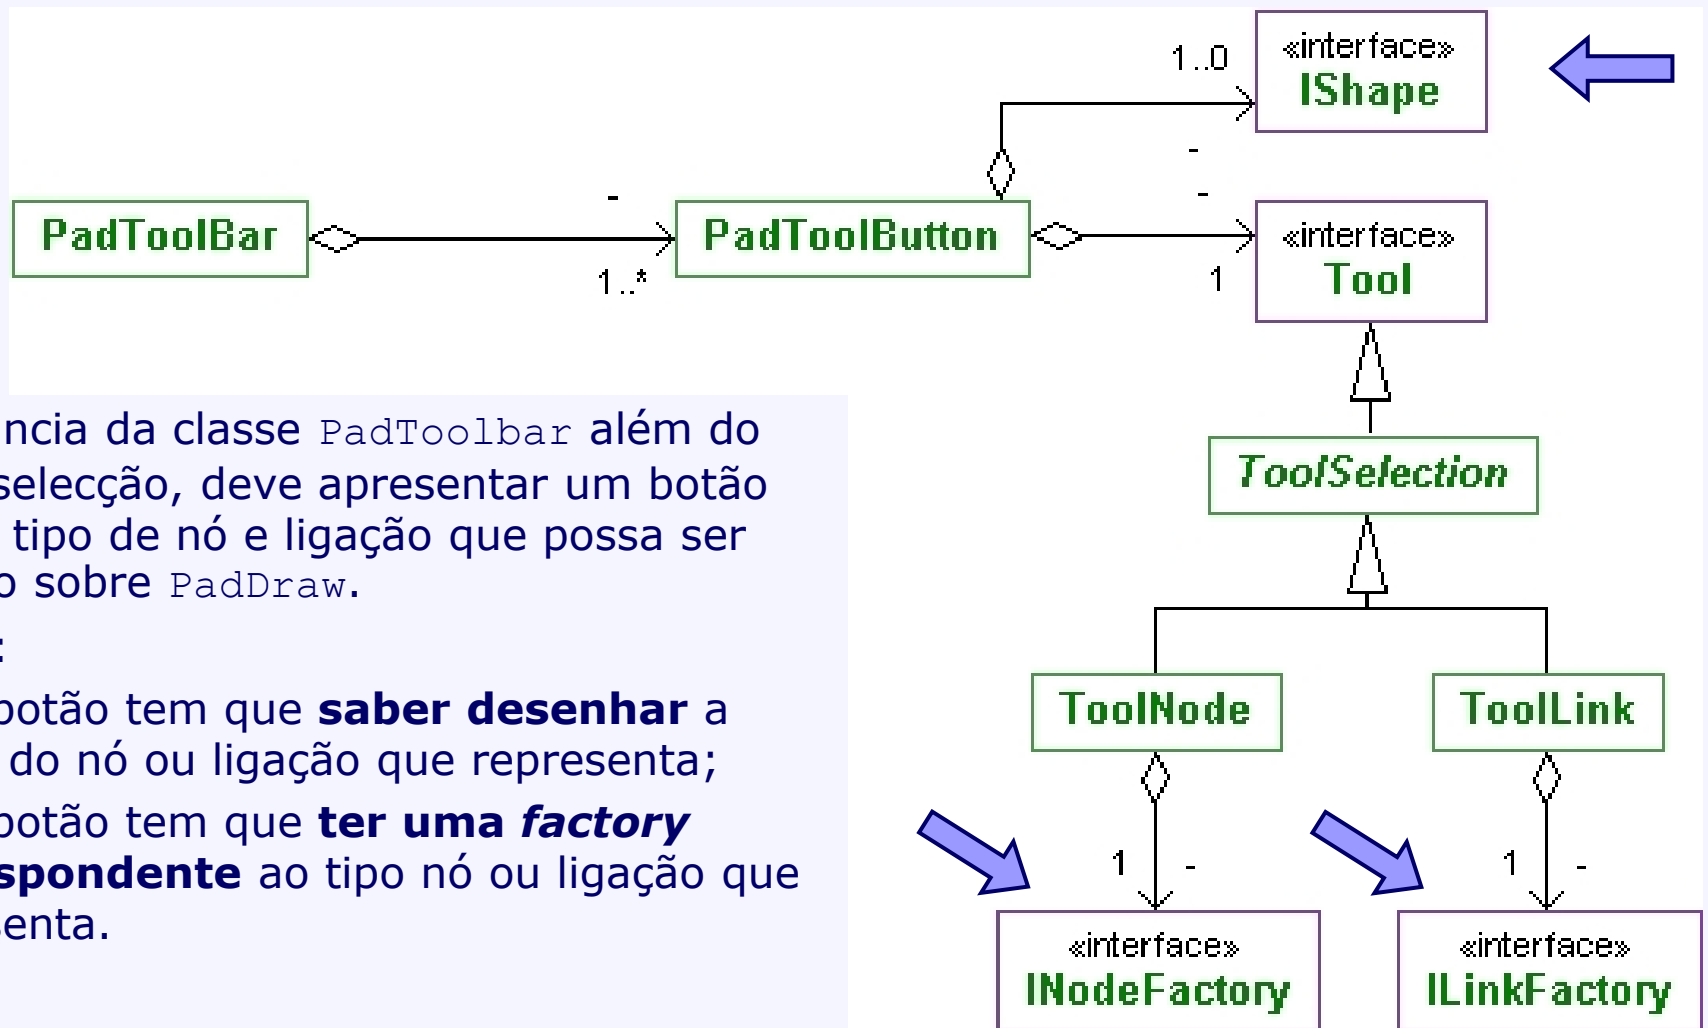 1..0
«interface»
IShape
-
-
-
PadToolBar
PadToolButton
«interface»
Tool
1..*
1
ncia da classe PadToolbar além do
selecção, deve apresentar um botão
tipo de nó e ligação que possa ser
o sobre PadDraw.
:
botão tem que saber desenhar a
do nó ou ligação que representa;
botão tem que ter uma factory
spondente ao tipo nó ou ligação que
senta.
ToolSelection
ToolNode
ToolLink
1 -
1 -
«interface»
INodeFactory
«interface»
ILinkFactory